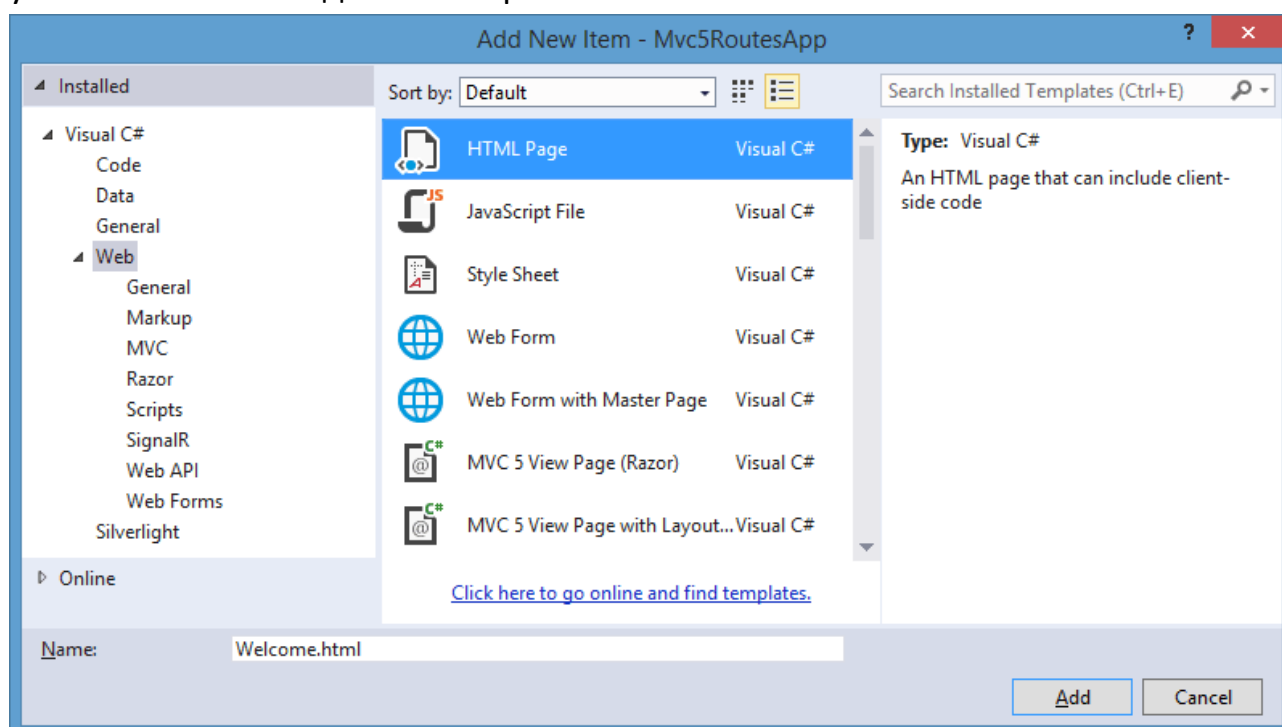 Add New Item - Mvc5RoutesApp
?
×
Installed
Sort by: Default
Search Installed Templates (Ctrl+E)
Visual C#
Code
Data
General
Web
General
Markup
MVC
Razor
Scripts
SignalR
Web API
Web Forms
Silverlight
Online
HTML Page Visual C#
JavaScript File Visual C#
Style Sheet Visual C#
Web Form Visual C#
Web Form with Master Page Visual C#
MVC 5 View Page (Razor) Visual C#
MVC 5 View Page with Layout... Visual C#
Click here to go online and find templates.
Type: Visual C#
An HTML page that can include client-
side code
Name: Welcome.html
Add Cancel